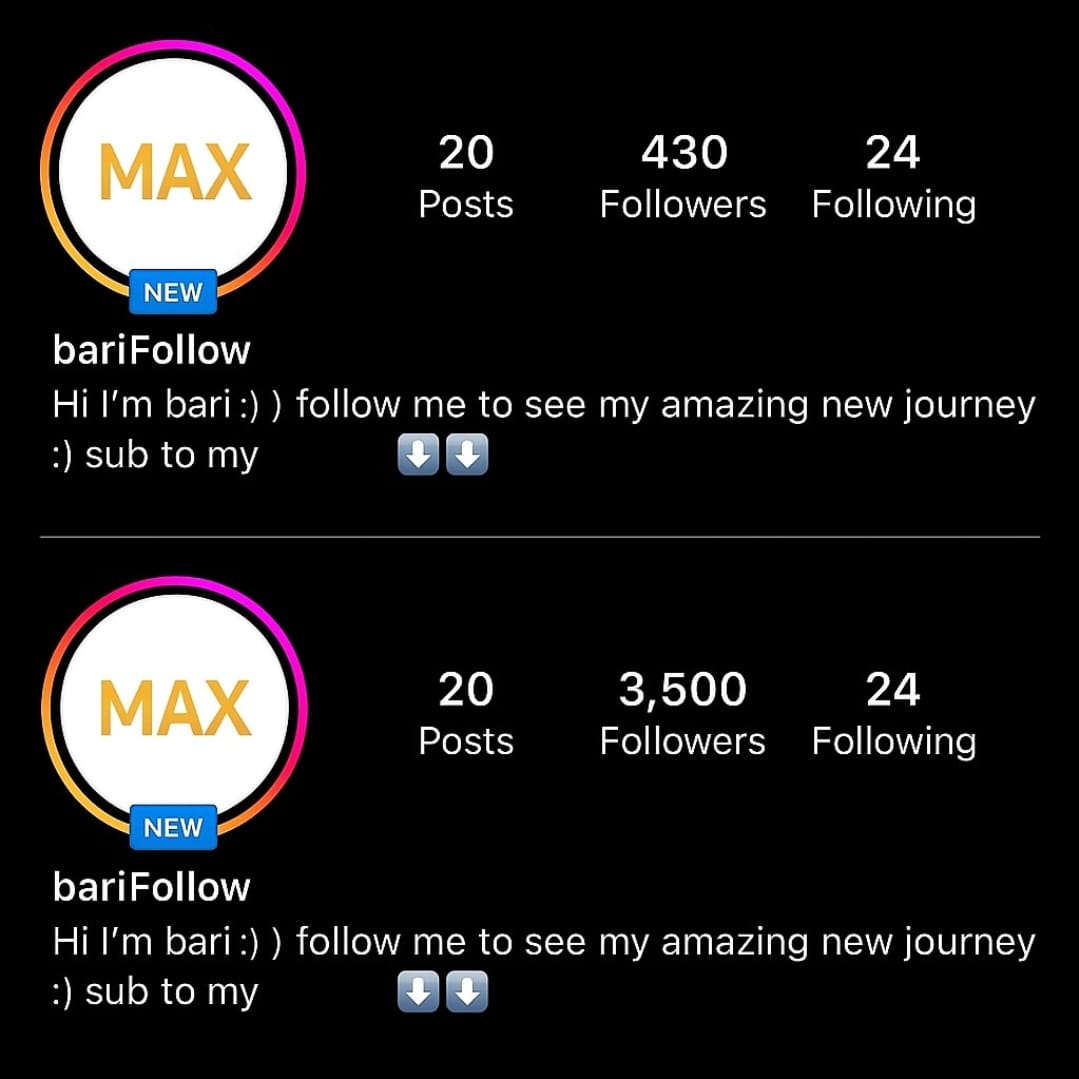 MAX
20 430 24
Posts Followers Following
NEW
bariFollow
Hi I’m bari :) ) follow me to see my amazing new journey
:) sub to my ⬇️⬇️
MAX
20 3,500 24
Posts Followers Following
NEW
bariFollow
Hi I’m bari :) ) follow me to see my amazing new journey
:) sub to my ⬇️⬇️